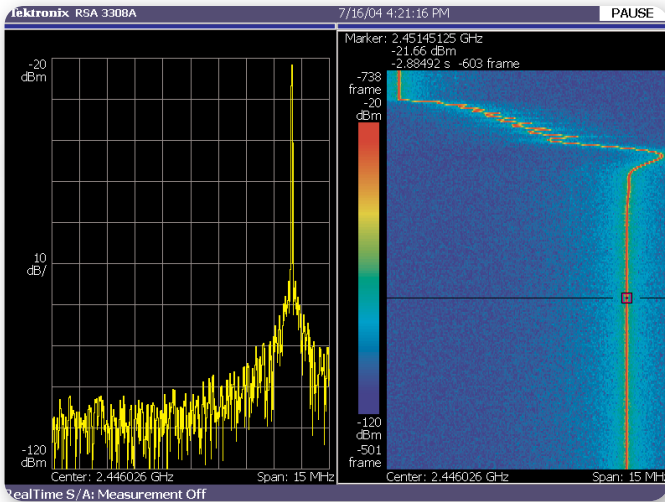 Tektronix RSA 3308A 7/16/04 4:21:16 PM PAUSE
-20
dBm
10
dB/
-120
dBm
Center: 2.446026 GHz Span: 15 MHz
Marker: 2.45145125 GHz
-21.66 dBm
-2.88492 s -603 frame
-738
frame
-20
dBm
-120
dBm
-501
frame
Center: 2.446026 GHz Span: 15 MHz
RealTime S/A: Measurement Off